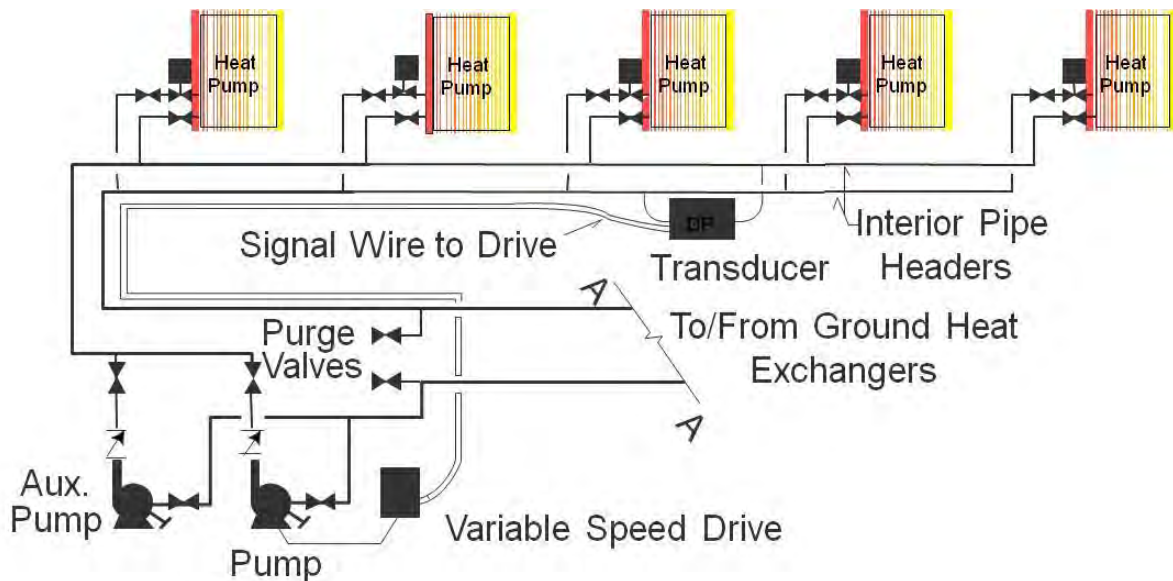 Heat
Pump
Heat
Pump
Heat
Pump
Heat
Pump
Heat
Pump
DP
Signal Wire to Drive
Transducer
Interior Pipe
Headers
A
To/From Ground Heat
Exchangers
A
Purge
Valves
Aux.
Pump
Pump
Variable Speed Drive